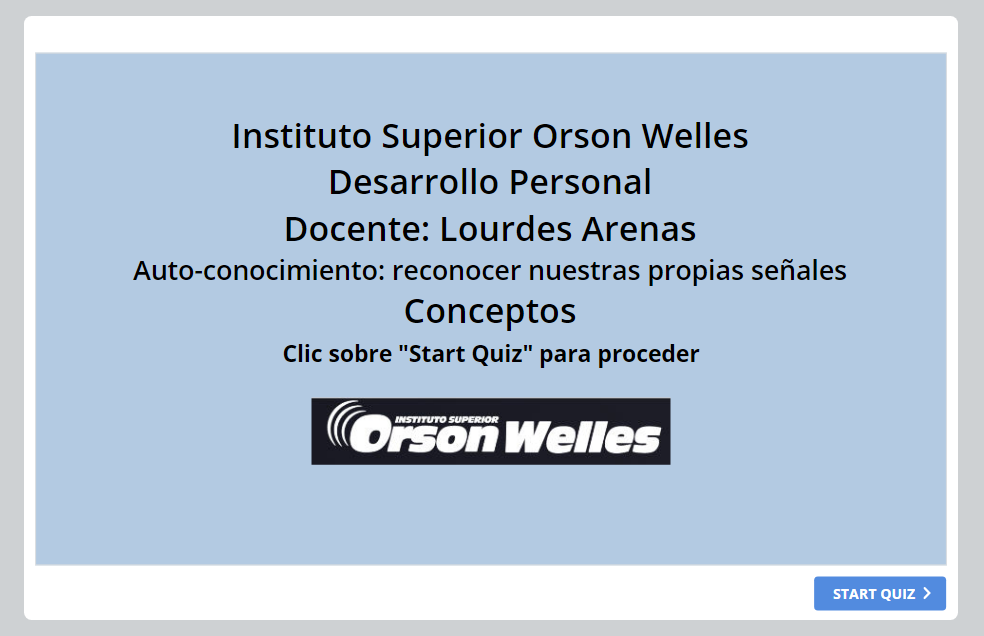 Instituto Superior Orson Welles
Desarrollo Personal
Docente: Lourdes Arenas
Auto-conocimiento: reconocer nuestras propias señales
Conceptos
Clic sobre "Start Quiz" para proceder
INSTITUTO SUPERIOR
Orson Welles
START QUIZ